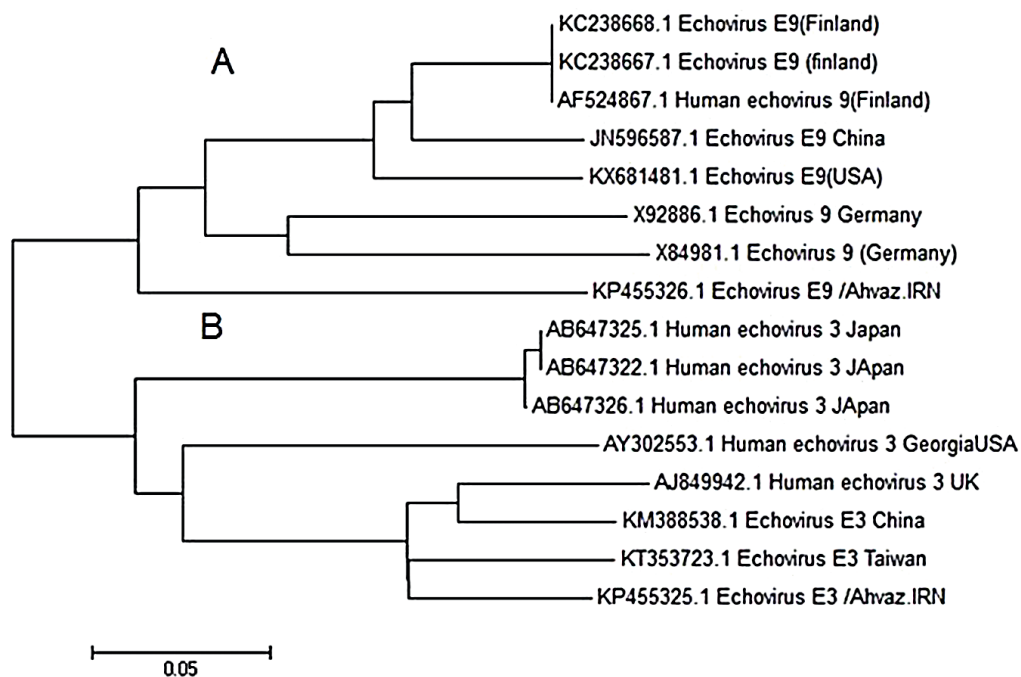 A
KC238668.1 Echovirus E9(Finland)
KC238667.1 Echovirus E9 (finland)
AF524867.1 Human echovirus 9(Finland)
JN596587.1 Echovirus E9 China
KX681481.1 Echovirus E9(USA)
X92886.1 Echovirus 9 Germany
X84981.1 Echovirus 9 (Germany)
KP455326.1 Echovirus E9 /Ahvaz.IRN
B
AB647325.1 Human echovirus 3 Japan
AB647322.1 Human echovirus 3 JApan
AB647326.1 Human echovirus 3 JApan
AY302553.1 Human echovirus 3 GeorgiaUSA
AJ849942.1 Human echovirus 3 UK
KM388538.1 Echovirus E3 China
KT353723.1 Echovirus E3 Taiwan
KP455325.1 Echovirus E3 /Ahvaz.IRN
0.05